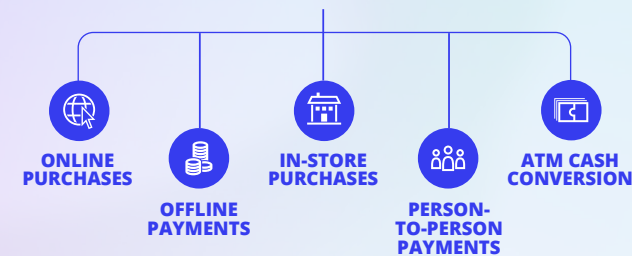 ONLINE
PURCHASES
OFFLINE
PAYMENTS
IN-STORE
PURCHASES
PERSON-
TO-PERSON
PAYMENTS
ATM CASH
CONVERSION